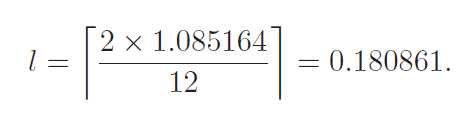 l = ⌈ 2 × 1.085164 / 12 ⌉ = 0.180861.